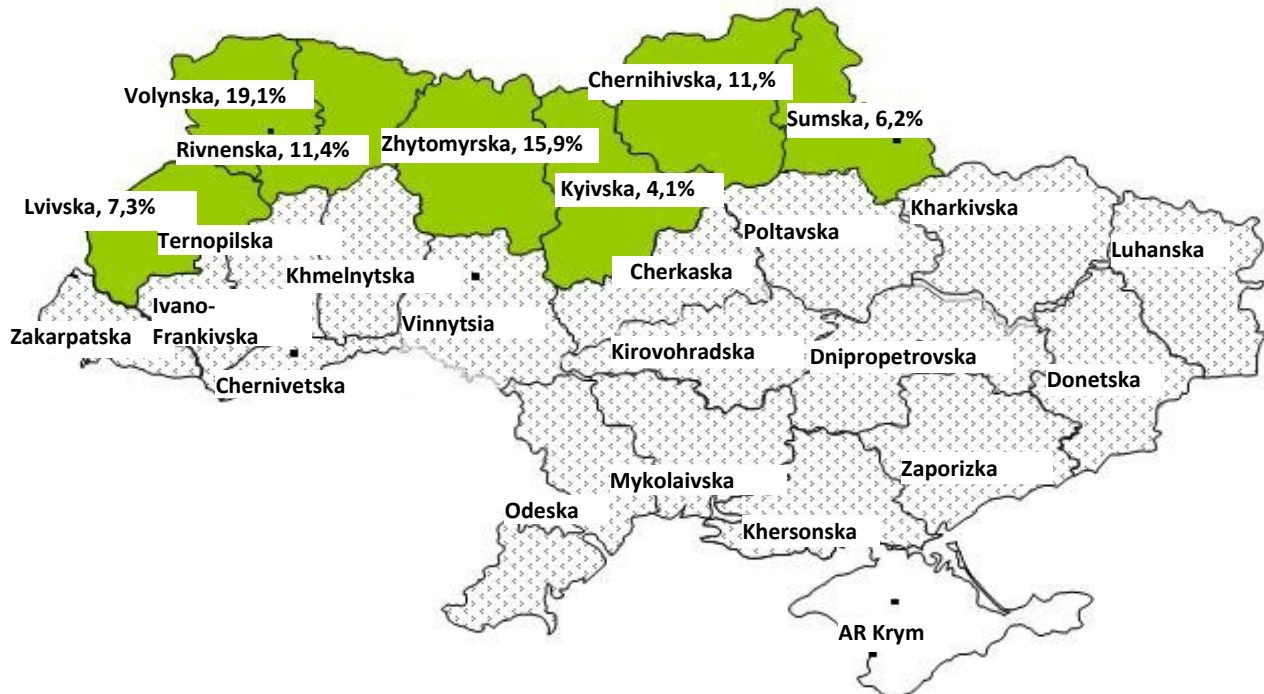 Chernihivska, 11,%
Volynska, 19,1%
Sumska, 6,2%
Rivnenska, 11,4%
Zhytomyrska, 15,9%
Kyivska, 4,1%
Lvivska, 7,3%
Kharkivska
Poltavska
Ternopilska
Luhanska
Cherkaska
Khmelnytska
Ivano-
Frankivska
Zakarpatska
Vinnytsia
Kirovohradska
Dnipropetrovska
Donetska
Chernivetska
Zaporizka
Mykolaivska
Odeska
Khersonska
AR Krym